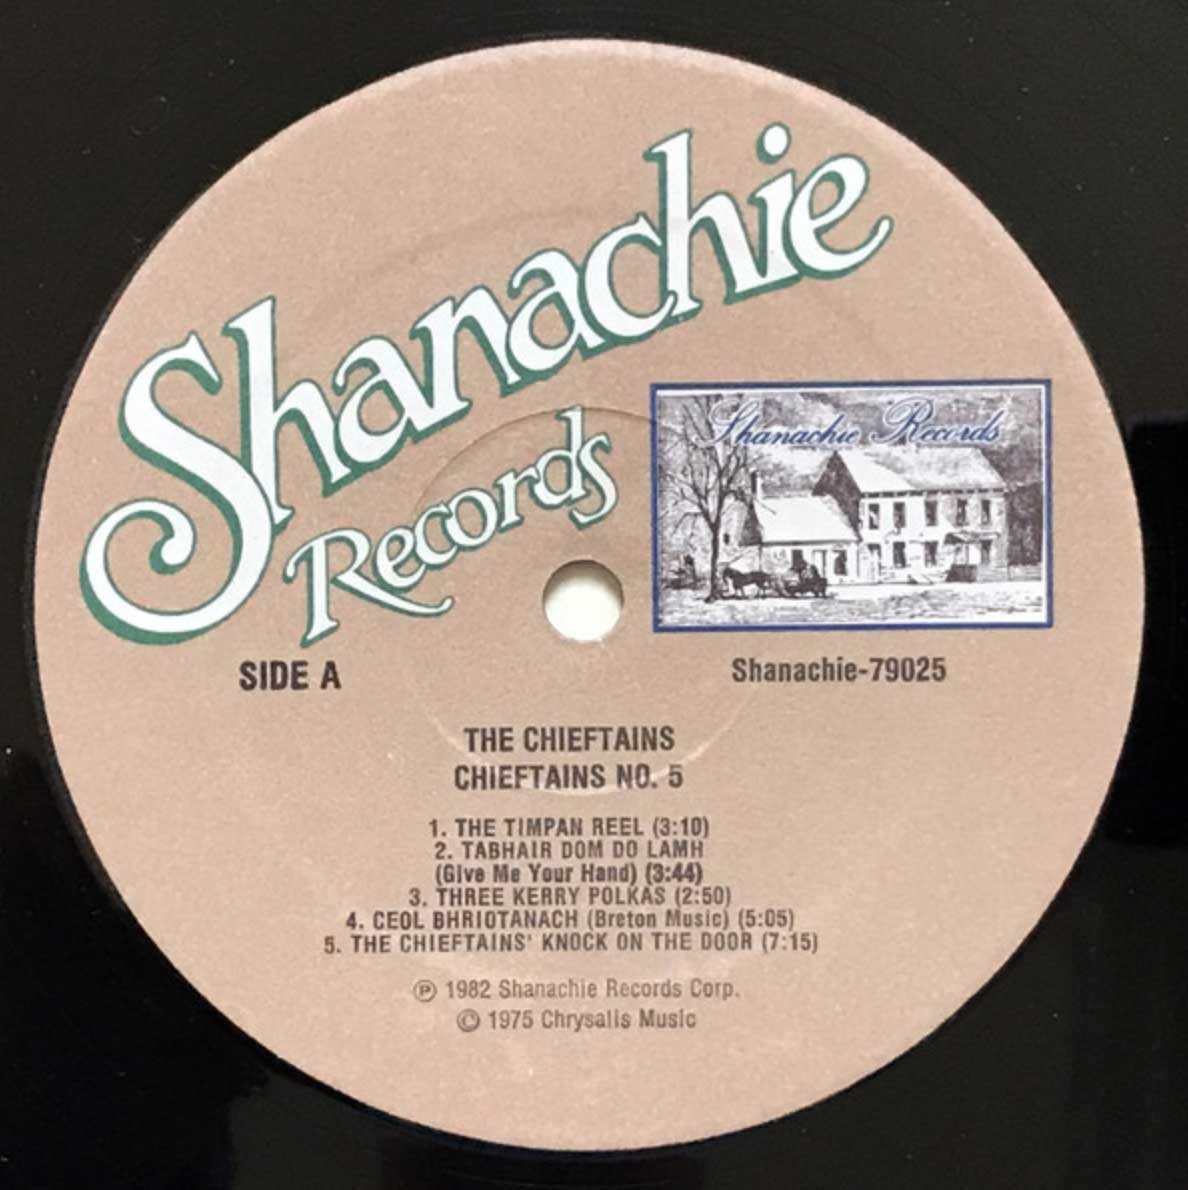 Shanachie
Records
Shanachie Records
SIDE A
Shanachie-79025
THE CHIEFTAINS
CHIEFTAINS NO. 5
1. THE TIMPAN REEL (3:10)
2. TABHAIR DOM DO LAMH
(Give Me Your Hand) (3:44)
3. THREE KERRY POLKAS (2:50)
4. CEOL BHRIOTANACH (Breton Music) (5:05)
5. THE CHIEFTAINS' KNOCK ON THE DOOR (7:15)
℗ 1982 Shanachie Records Corp.
© 1975 Chrysalis Music